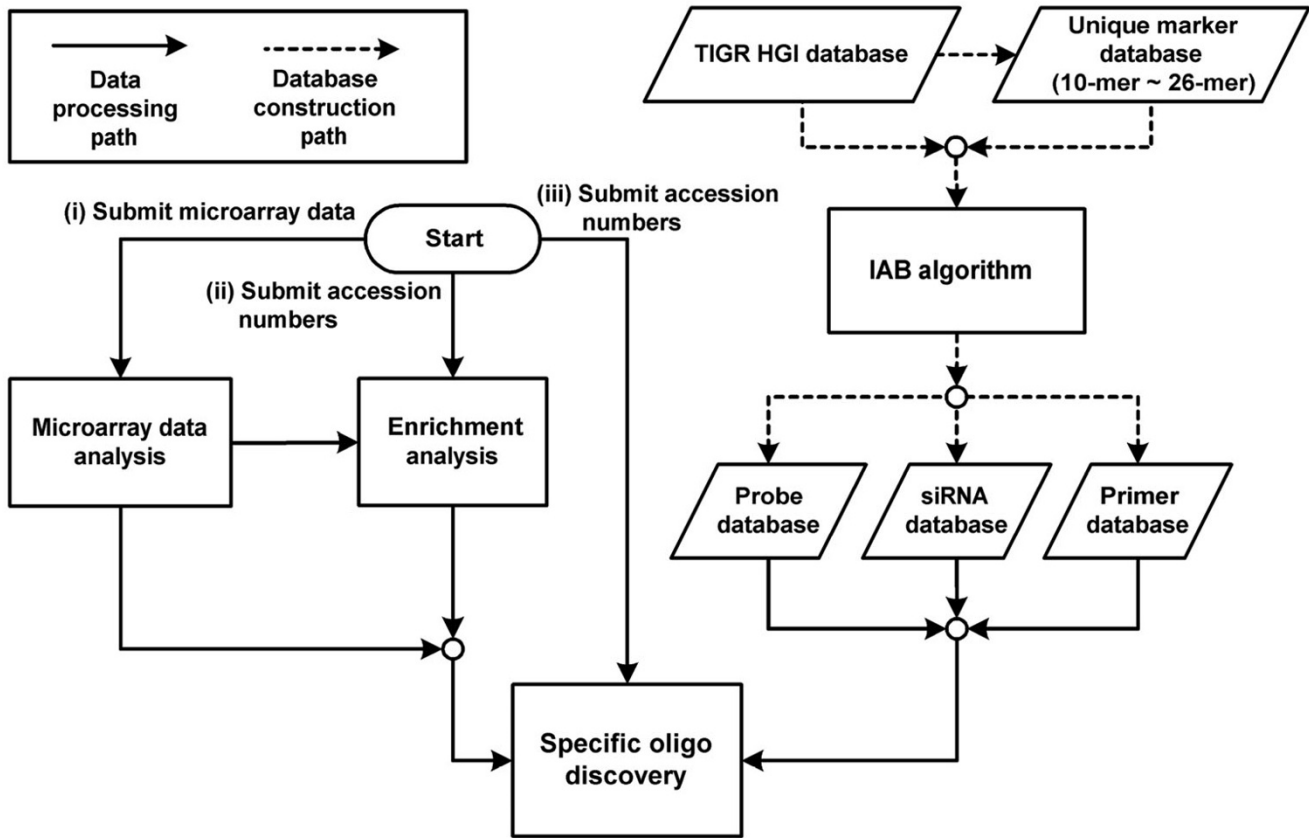 Data
processing
path
Database
construction
path
TIGR HGI database
Unique marker
database
(10-mer ~ 26-mer)
(i) Submit microarray data
Start
(iii) Submit accession
numbers
(ii) Submit accession
numbers
IAB algorithm
Microarray data
analysis
Enrichment
analysis
Probe
database
siRNA
database
Primer
database
Specific oligo
discovery